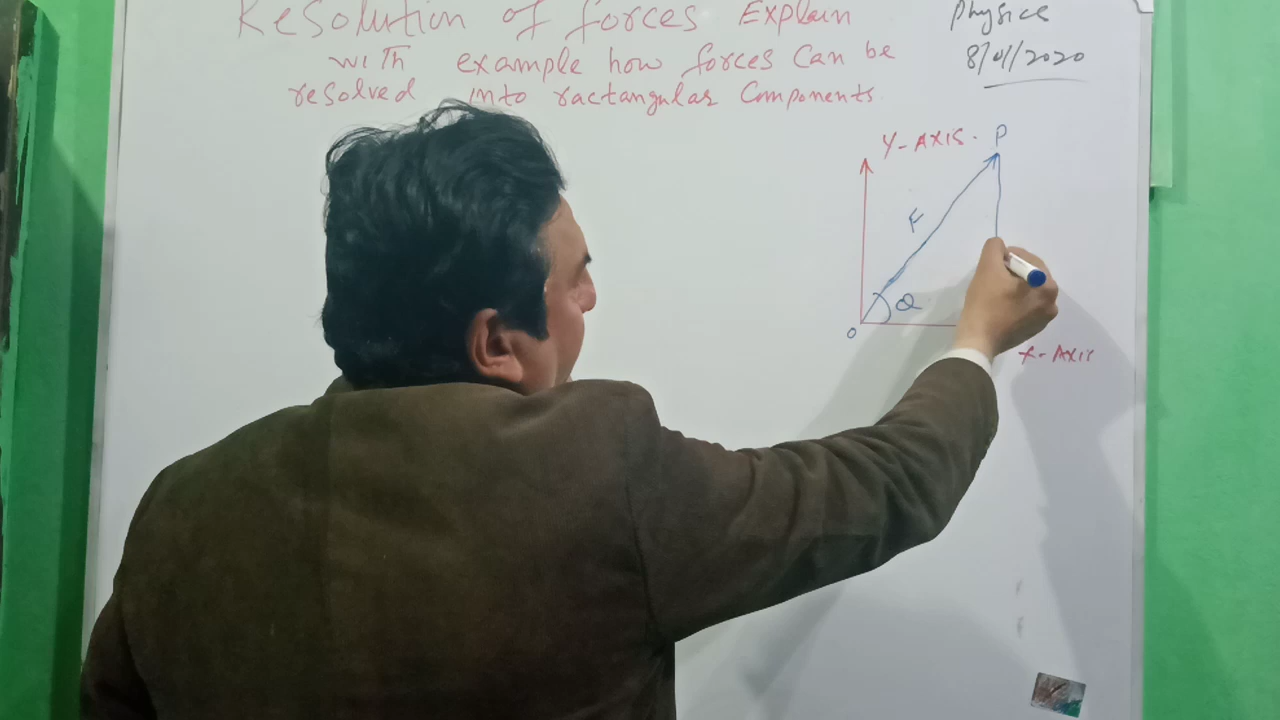 Resolution of forces Explain
with example how forces can be
resolved into ractangular Components.
Physics
8/01/2020
Y-AXIS.
P
F
θ
O
X-AXIS